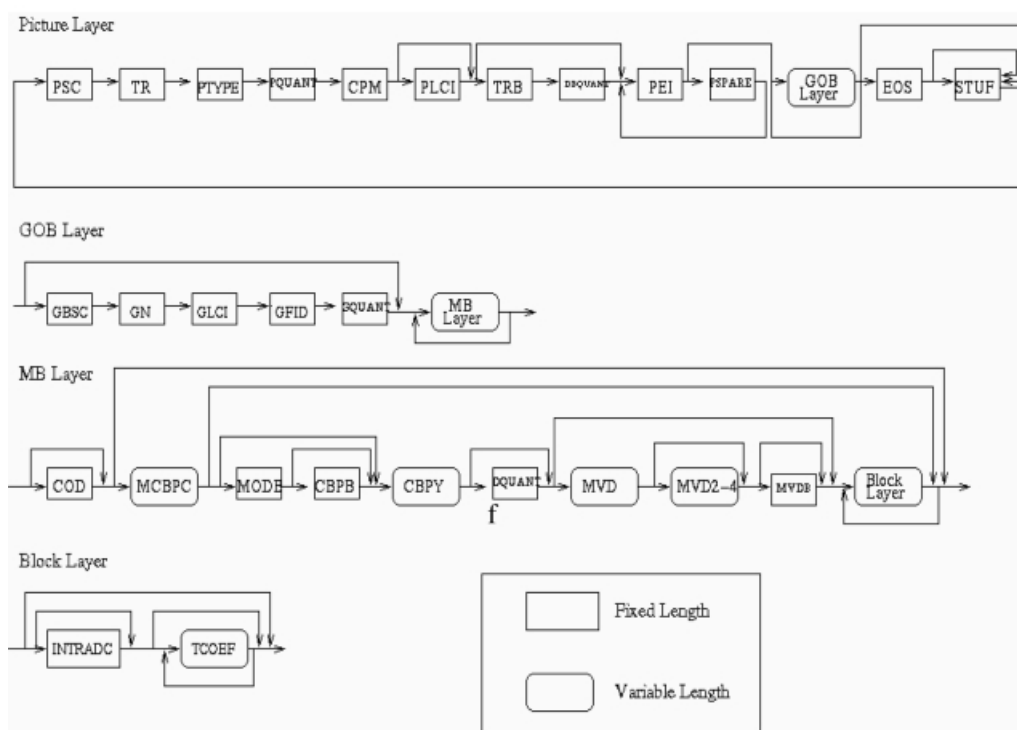 Picture Layer
PSC TR PTYPE PQUANT CPM PLCI TRB DBQUANT PEI PSPARE GOB Layer EOS STUF
GOB Layer
GBSC GN GLCI GFID GQUANT MB Layer
MB Layer
COD MCBPC MODB CBPB CBPY DQUANT MVD MVD2-4 MVDB Block Layer
f
Block Layer
INTRADC TCOEF
Fixed Length
Variable Length